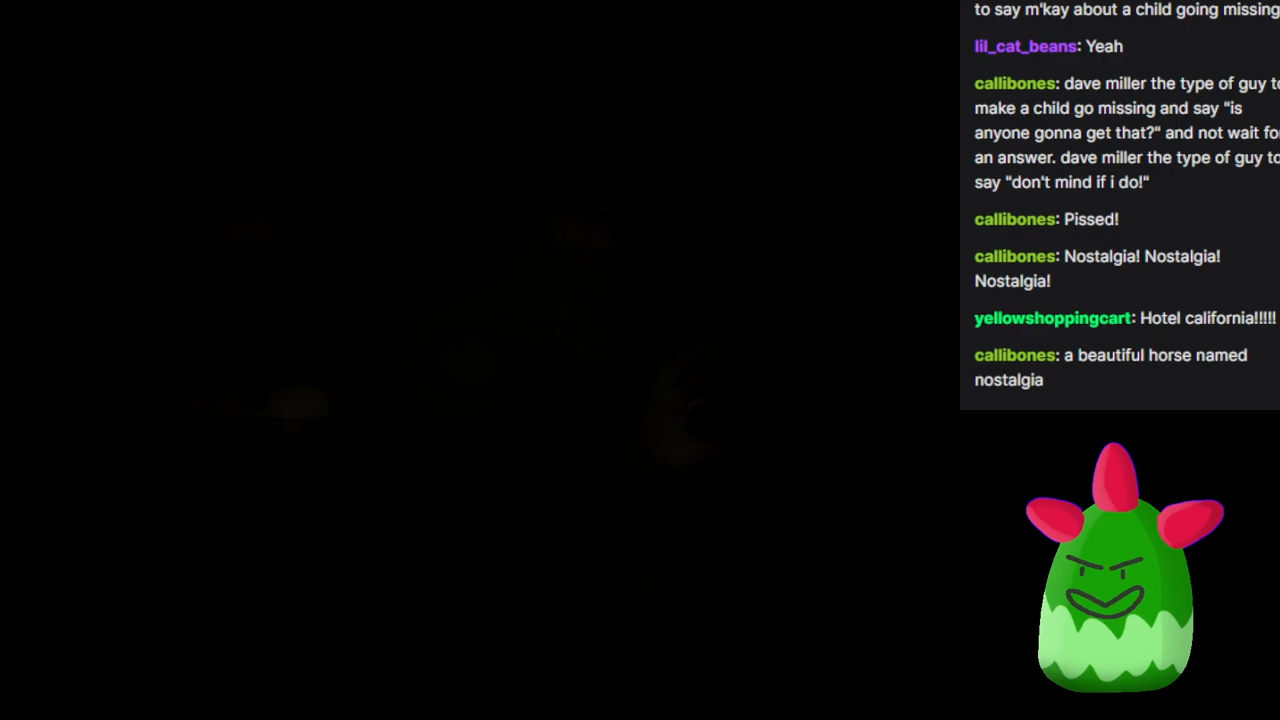 to say m'kay about a child going missing
lil_cat_beans: Yeah
callibones: dave miller the type of guy to
make a child go missing and say "is
anyone gonna get that?" and not wait for
an answer. dave miller the type of guy to
say "don't mind if i do!"
callibones: Pissed!
callibones: Nostalgia! Nostalgia!
Nostalgia!
yellowshoppingcart: Hotel california!!!!!
callibones: a beautiful horse named
nostalgia